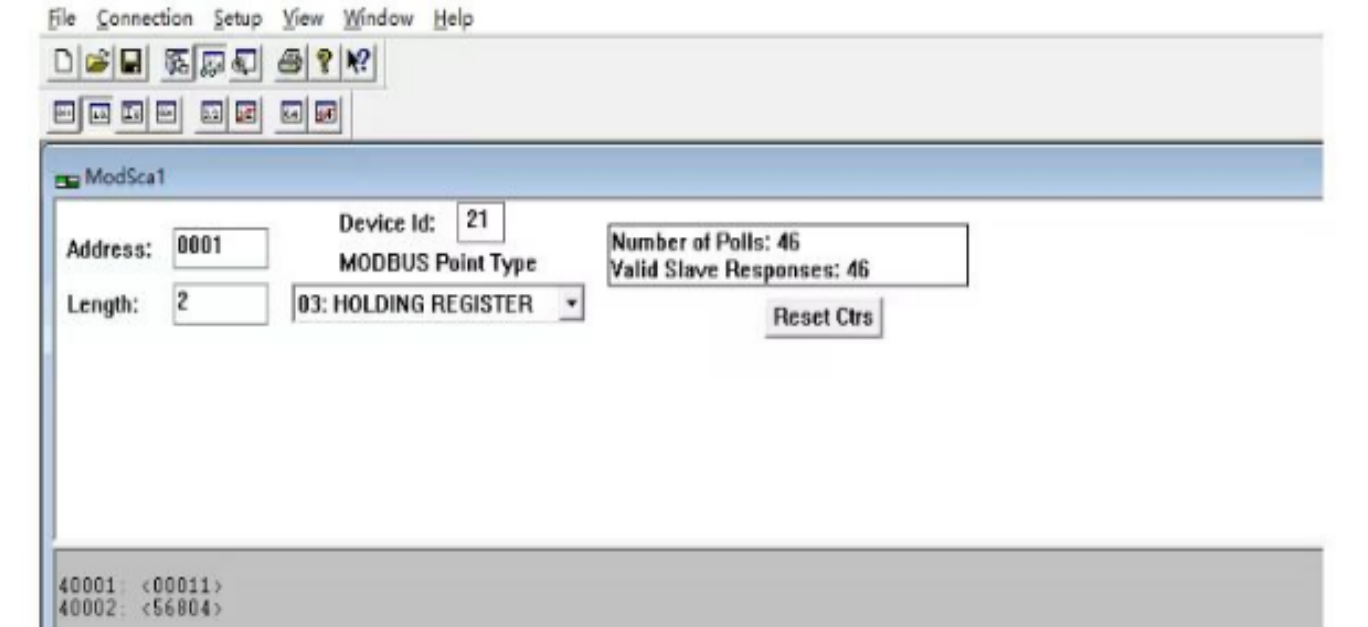 File Connection Setup View Window Help
ModSca1
Address: 0001
Device Id: 21
MODBUS Point Type
Length: 2
03: HOLDING REGISTER
Number of Polls: 46
Valid Slave Responses: 46
Reset Ctrs
40001: <00011>
40002: <56804>